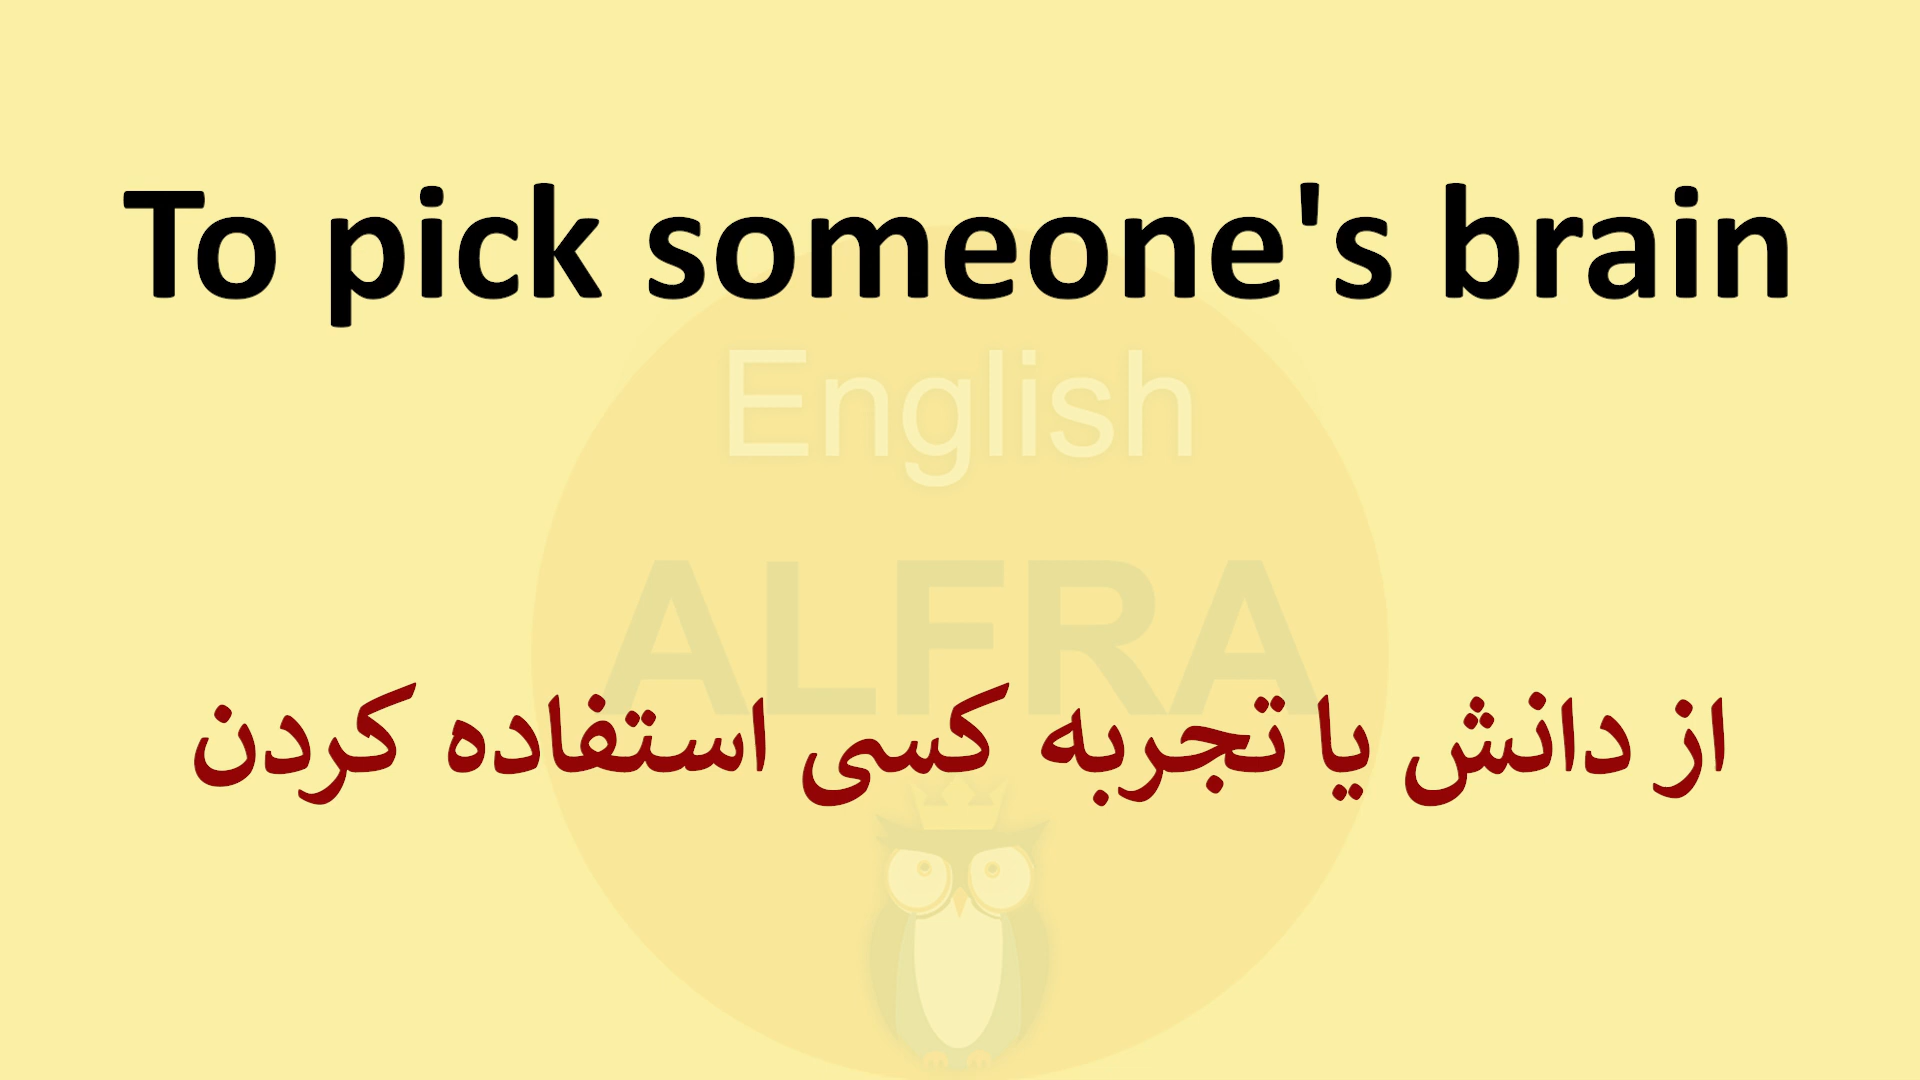 To pick someone's brain
English
ALFRA
از دانش یا تجربه کسی استفاده کردن